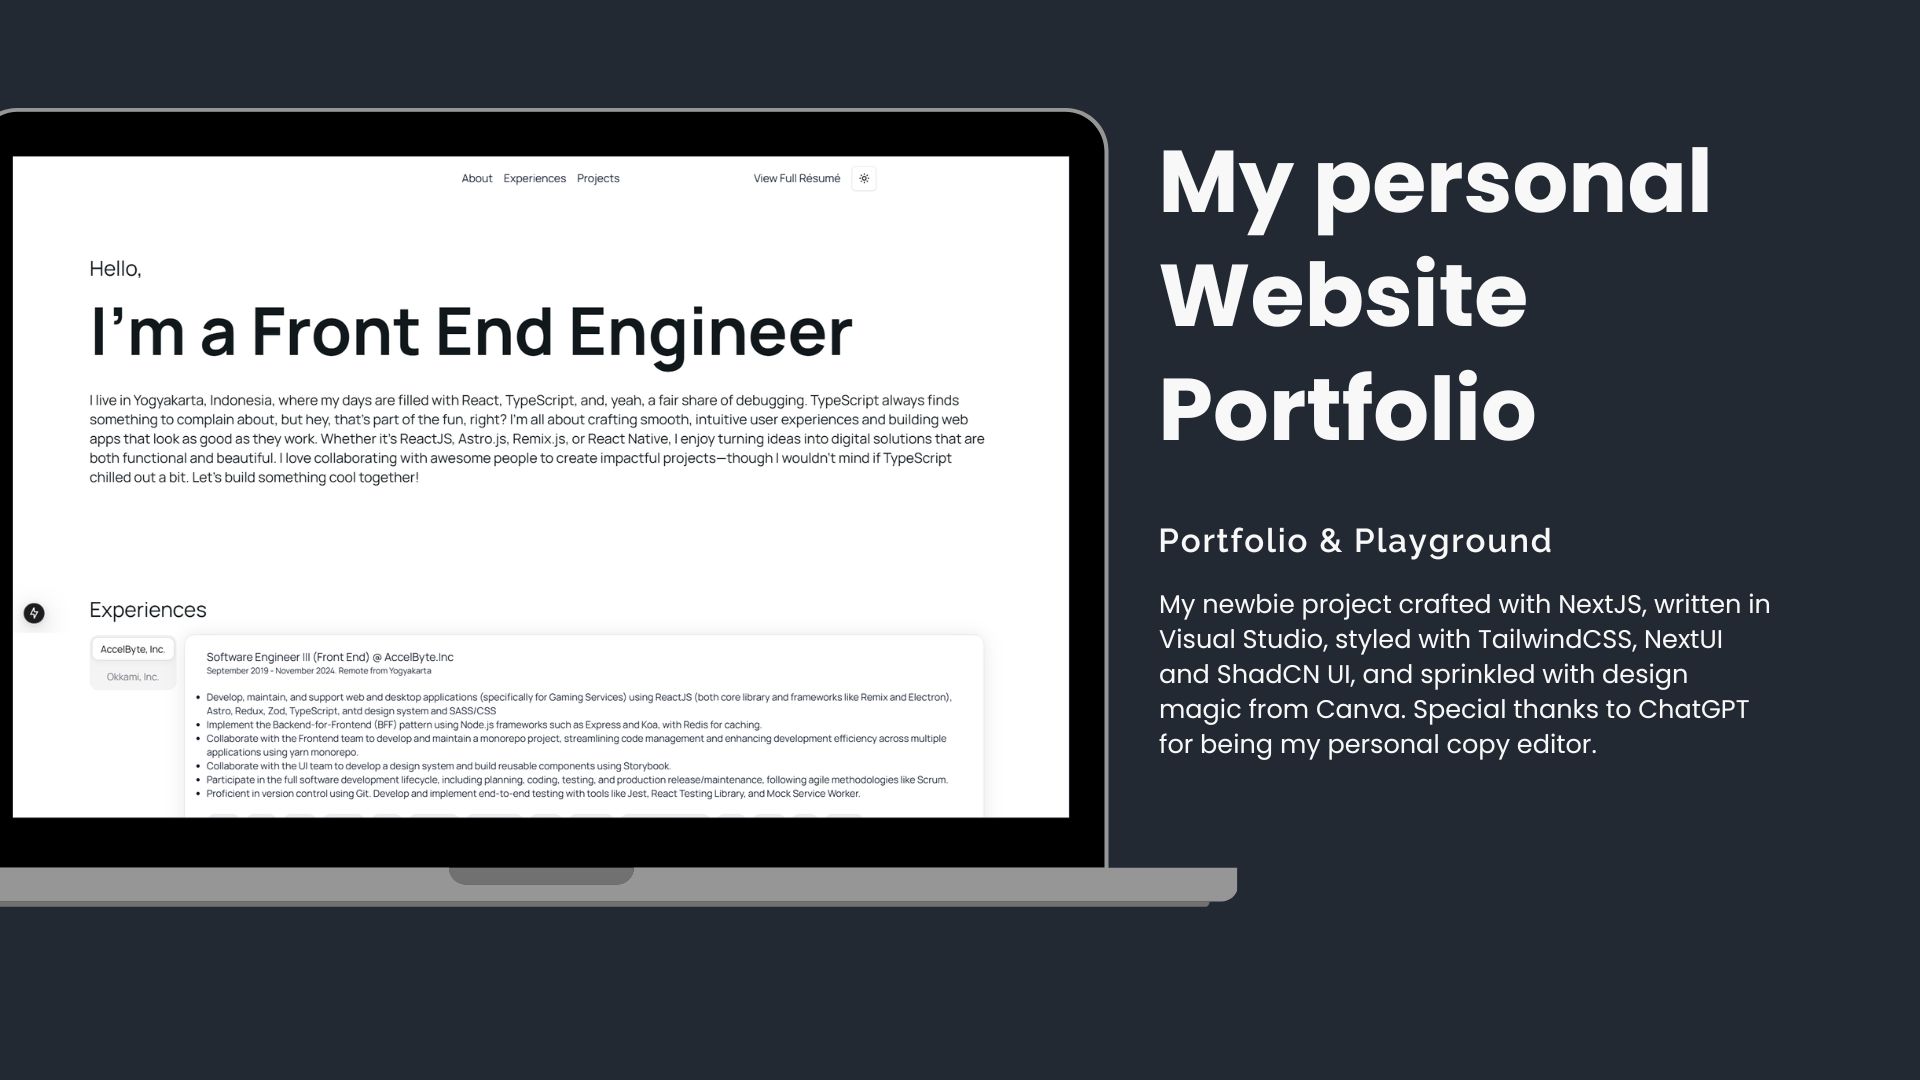 About Experiences Projects View Full Résumé
Hello,
I'm a Front End Engineer
I live in Yogyakarta, Indonesia, where my days are filled with React, TypeScript, and, yeah, a fair share of debugging. TypeScript always finds
something to complain about, but hey, that's part of the fun, right? I'm all about crafting smooth, intuitive user experiences and building web
apps that look as good as they work. Whether it's ReactJS, Astro.js, Remix.js, or React Native, I enjoy turning ideas into digital solutions that are
both functional and beautiful. I love collaborating with awesome people to create impactful projects—though I wouldn't mind if TypeScript
chilled out a bit. Let's build something cool together!
Experiences
AccelByte, Inc.
Okkami, Inc.
Software Engineer III (Front End) @ AccelByte.Inc
September 2019 - November 2024. Remote from Yogyakarta
• Develop, maintain, and support web and desktop applications (specifically for Gaming Services) using ReactJS (both core library and frameworks like Remix and Electron),
Astro, Redux, Zod, TypeScript, antd design system and SASS/CSS
• Implement the Backend-for-Frontend (BFF) pattern using Node.js frameworks such as Express and Koa, with Redis for caching.
• Collaborate with the Frontend team to develop and maintain a monorepo project, streamlining code management and enhancing development efficiency across multiple
applications using yarn monorepo.
• Collaborate with the UI team to develop a design system and build reusable components using Storybook.
• Participate in the full software development lifecycle, including planning, coding, testing, and production release/maintenance, following agile methodologies like Scrum.
• Proficient in version control using Git. Develop and implement end-to-end testing with tools like Jest, React Testing Library, and Mock Service Worker.
My personal
Website
Portfolio
Portfolio & Playground
My newbie project crafted with NextJS, written in
Visual Studio, styled with TailwindCSS, NextUI
and ShadCN UI, and sprinkled with design
magic from Canva. Special thanks to ChatGPT
for being my personal copy editor.